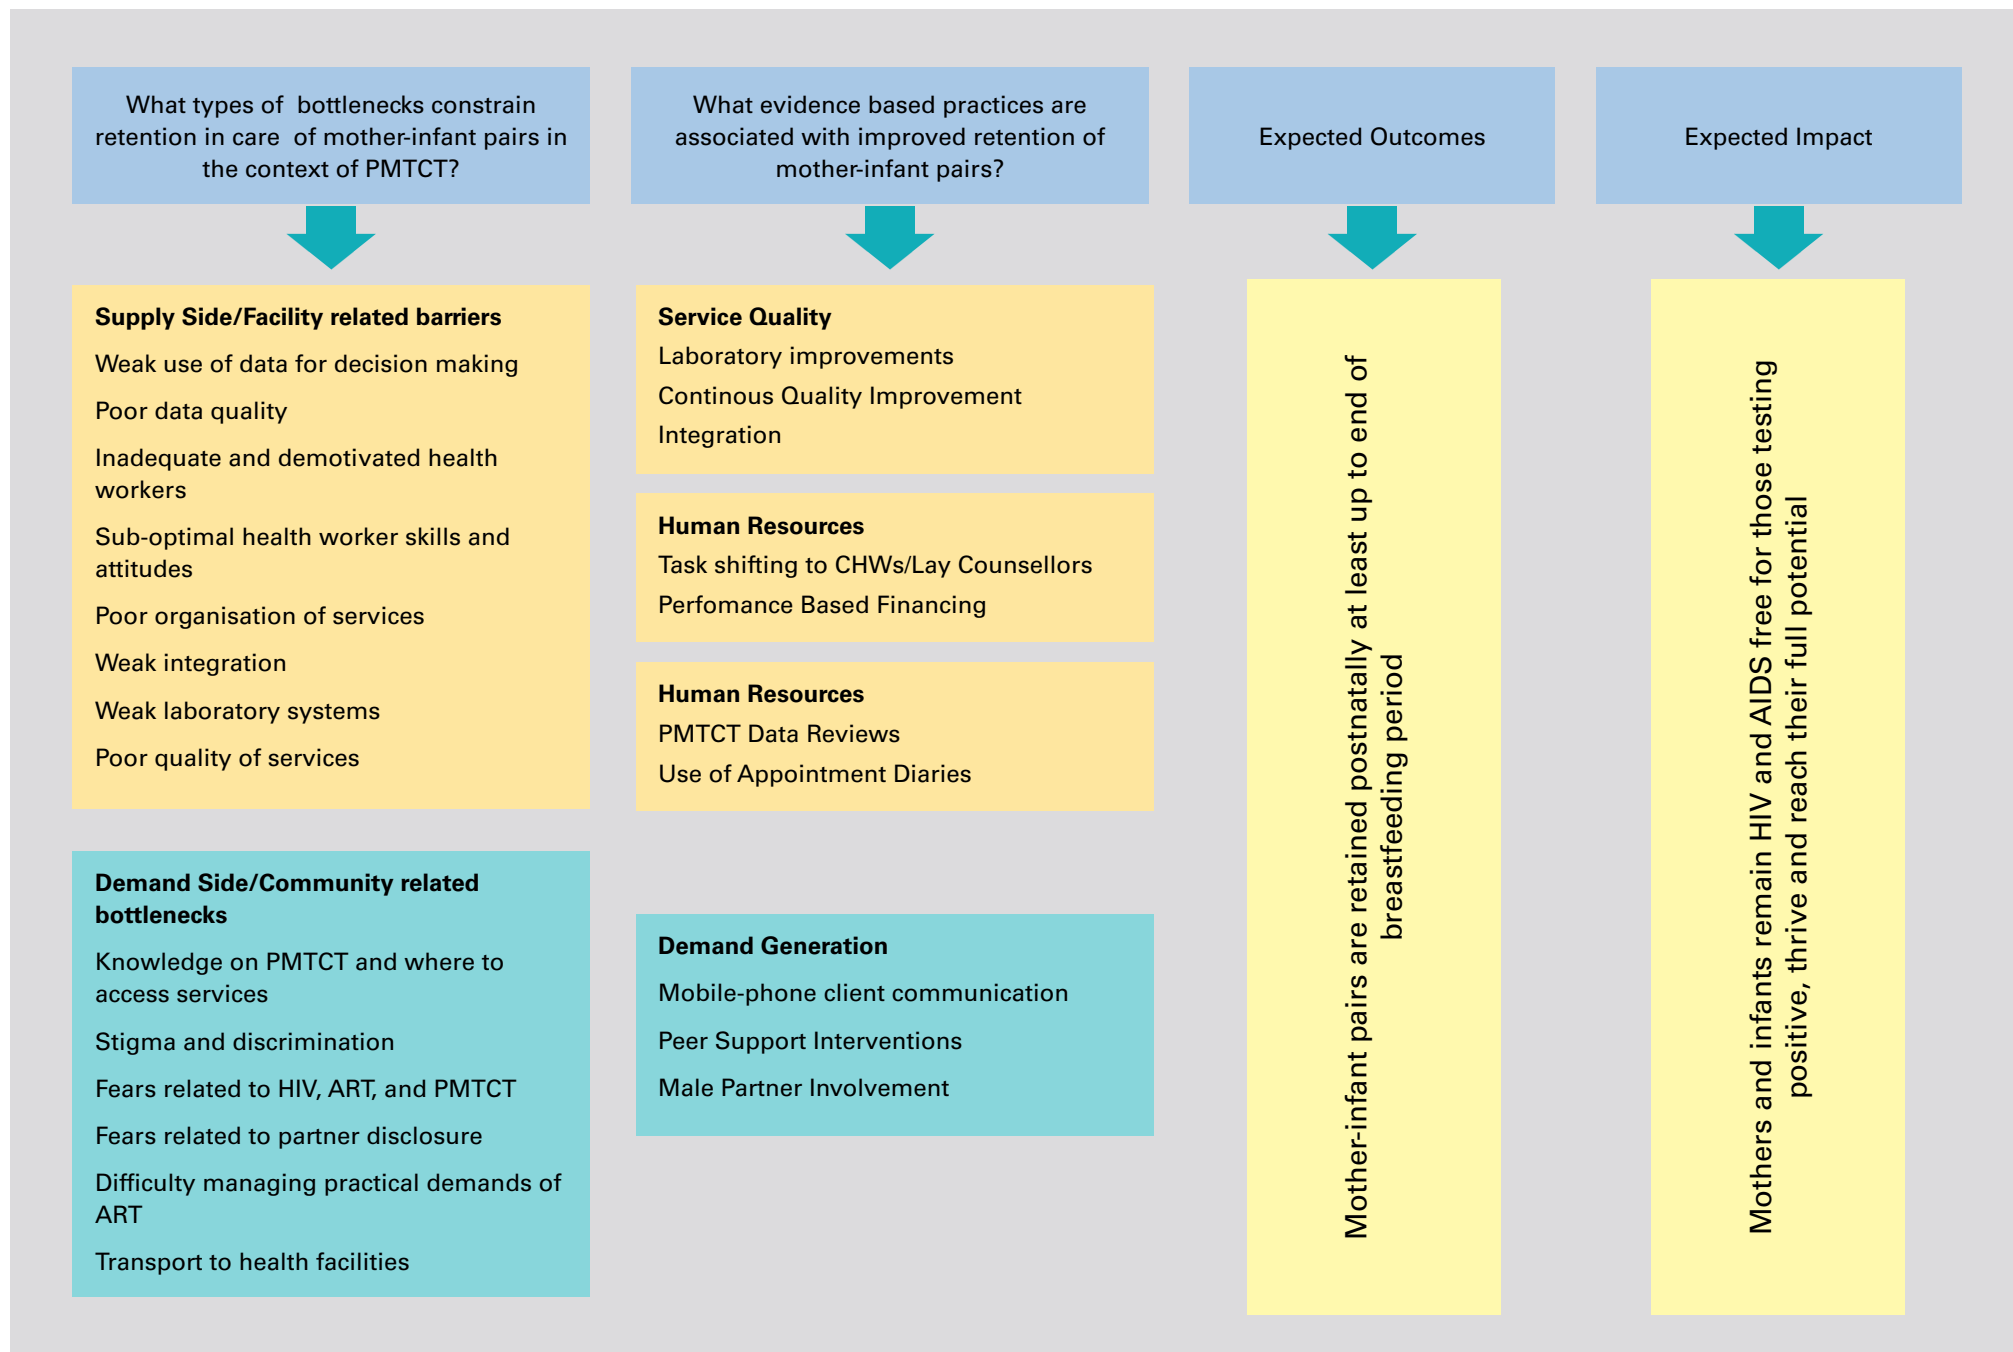 What types of bottlenecks constrain
retention in care of mother-infant pairs in
the context of PMTCT?
What evidence based practices are
associated with improved retention of
mother-infant pairs?
Expected Outcomes
Expected Impact
Supply Side/Facility related barriers
Weak use of data for decision making
Poor data quality
Inadequate and demotivated health
workers
Sub-optimal health worker skills and
attitudes
Poor organisation of services
Weak integration
Weak laboratory systems
Poor quality of services
Demand Side/Community related
bottlenecks
Knowledge on PMTCT and where to
access services
Stigma and discrimination
Fears related to HIV, ART, and PMTCT
Fears related to partner disclosure
Difficulty managing practical demands of
ART
Transport to health facilities
Service Quality
Laboratory improvements
Continous Quality Improvement
Integration
Human Resources
Task shifting to CHWs/Lay Counsellors
Perfomance Based Financing
Human Resources
PMTCT Data Reviews
Use of Appointment Diaries
Demand Generation
Mobile-phone client communication
Peer Support Interventions
Male Partner Involvement
Mother-infant pairs are retained postnatally at least up to end of
breastfeeding period
Mothers and infants remain HIV and AIDS free for those testing
positive, thrive and reach their full potential